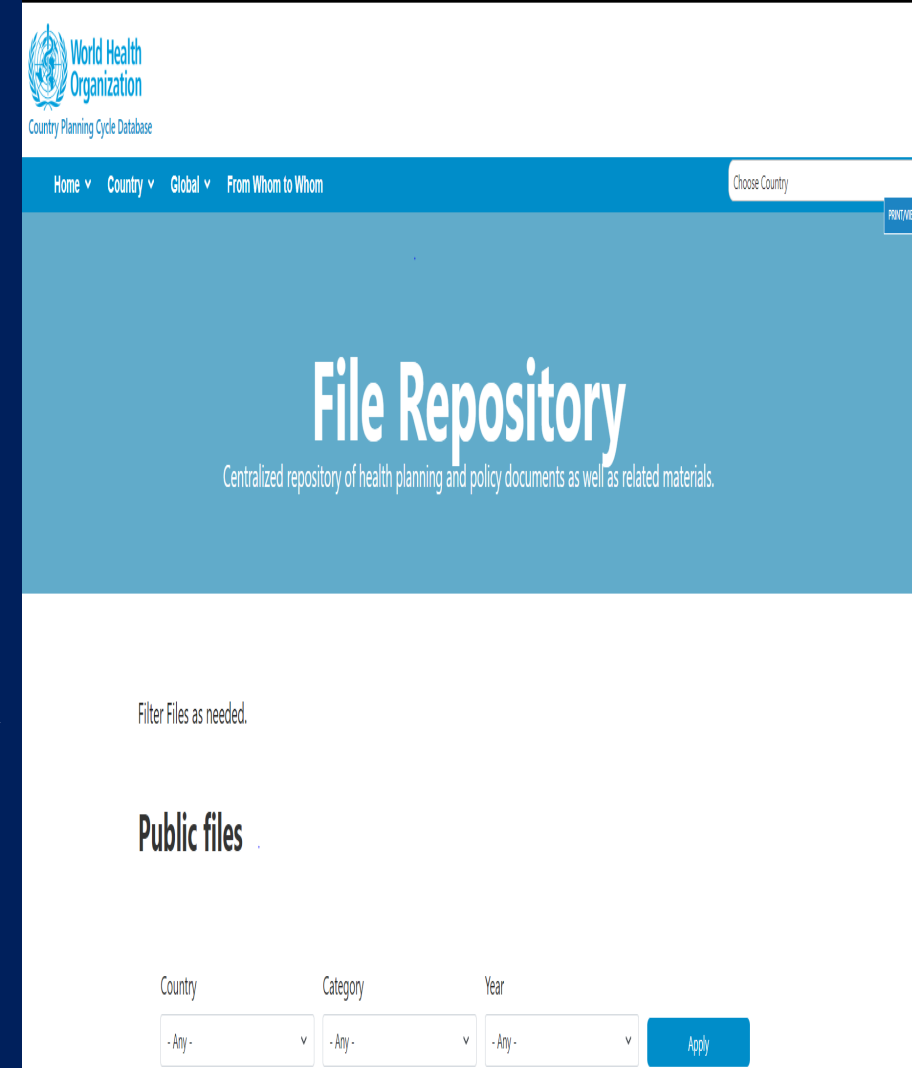 World Health
Organization
Country Planning Cycle Database
Home Country Global From Whom to Whom
Choose Country
PRINT/VIE
File Repository
Centralized repository of health planning and policy documents as well as related materials.
Filter Files as needed.
Public files
Country Category Year
- Any - - Any - - Any - Apply